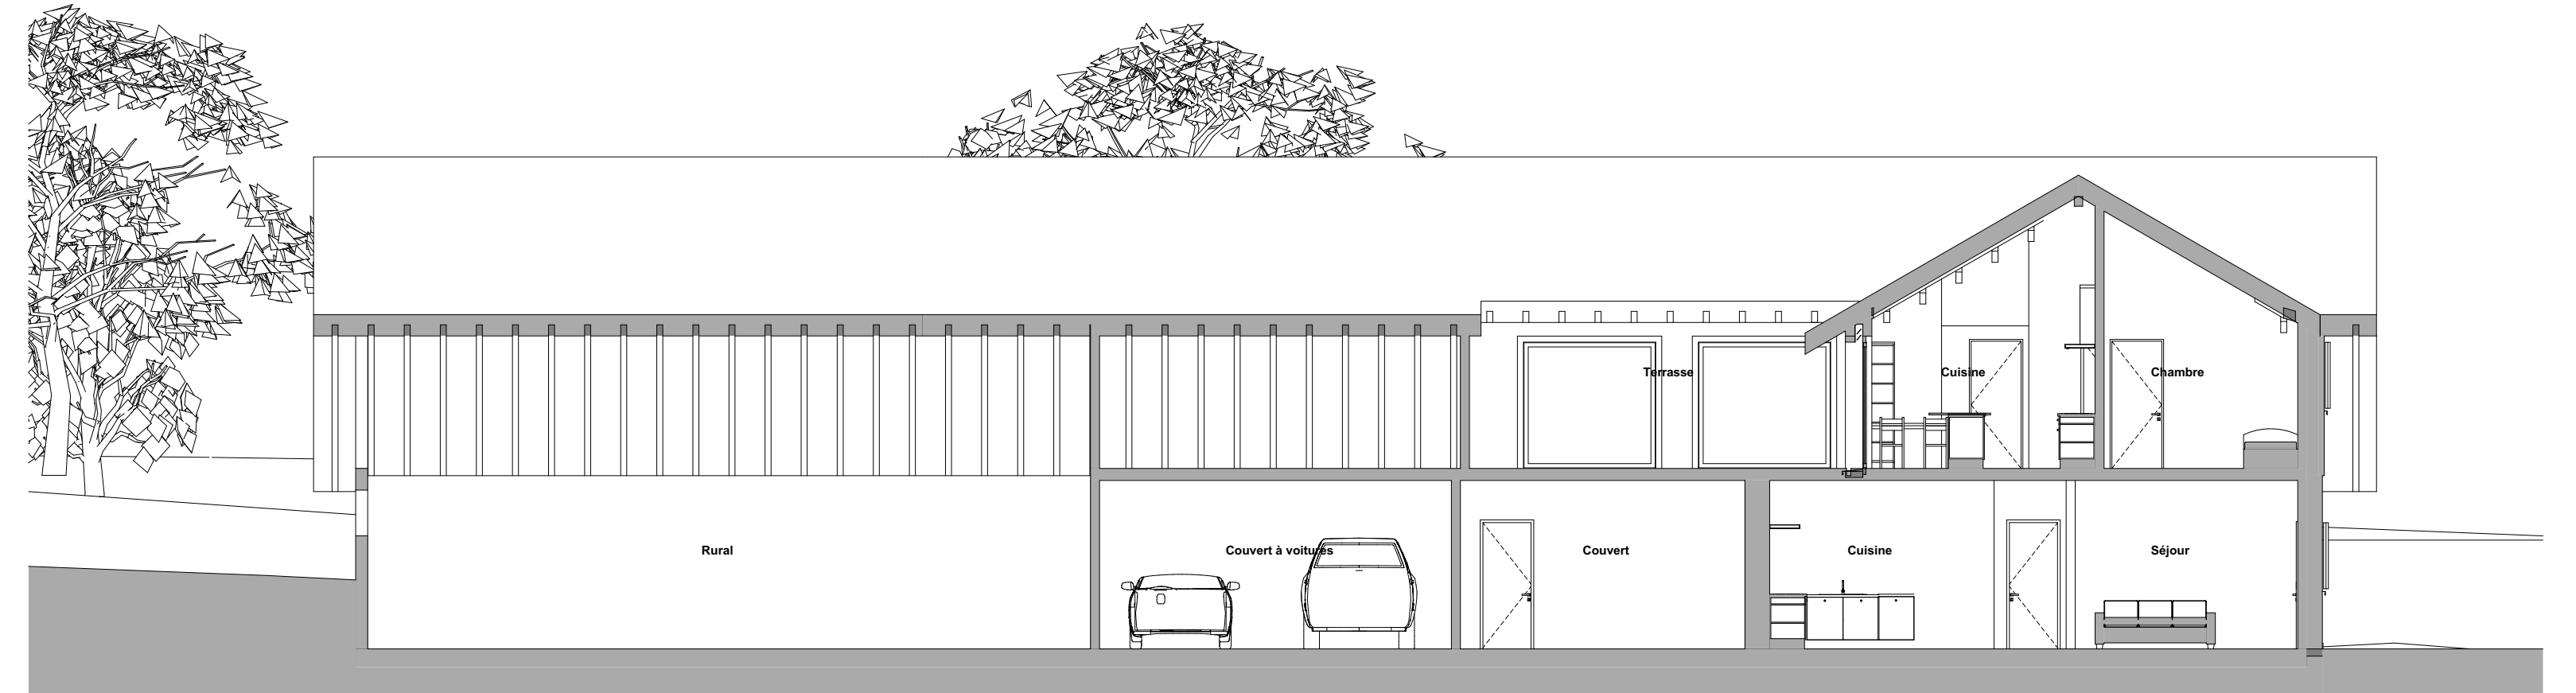 Terrasse
Cuisine
Chambre
Rural
Couvert à voitures
Couvert
Cuisine
Séjour